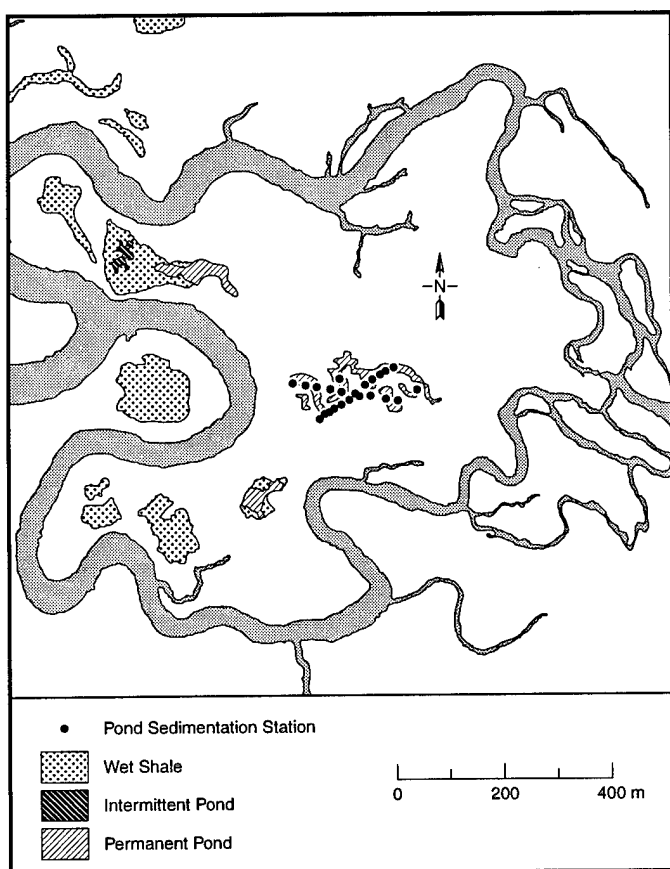 –N–
Pond Sedimentation Station
Wet Shale
Intermittent Pond
Permanent Pond
0 200 400 m